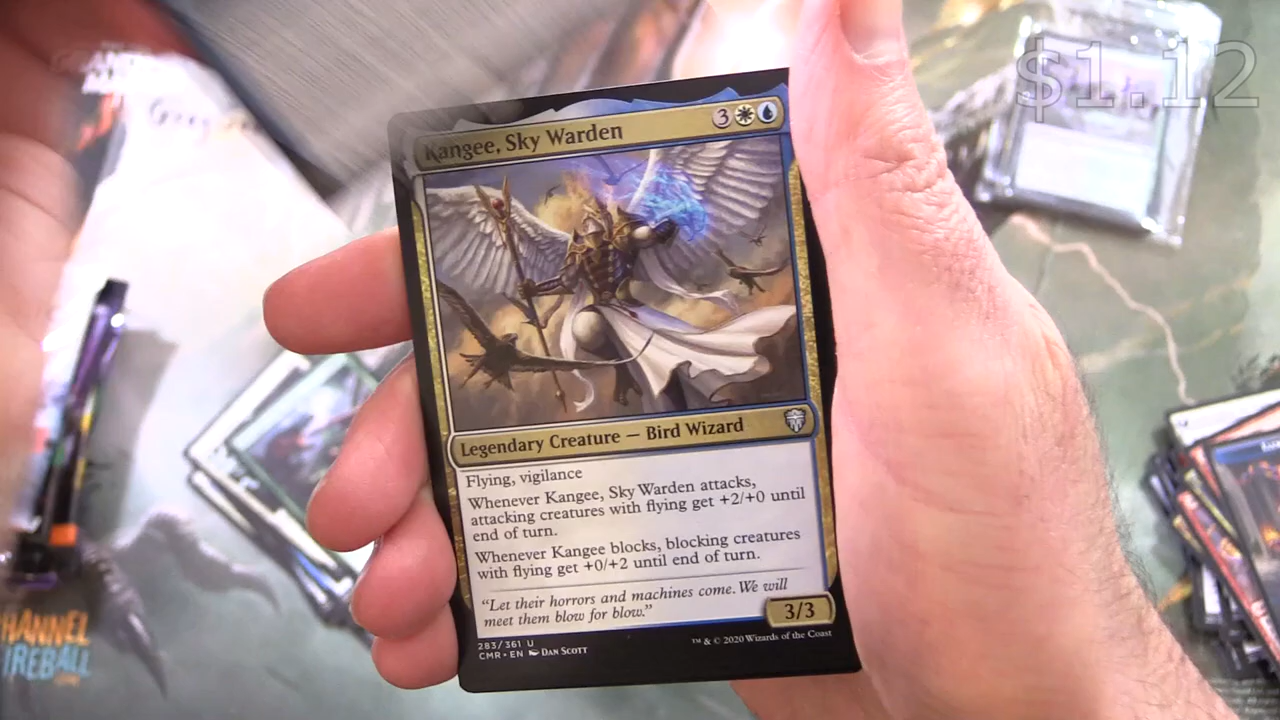 $1.12
Kangee, Sky Warden
3
Legendary Creature — Bird Wizard
Flying, vigilance
Whenever Kangee, Sky Warden attacks,
attacking creatures with flying get +2/+0 until
end of turn.
Whenever Kangee blocks, blocking creatures
with flying get +0/+2 until end of turn.
“Let their horrors and machines come. We will
meet them blow for blow.”
3/3
283/361 U
CMR • EN Dan Scott
™ & © 2020 Wizards of the Coast
HANNEL
IREBALL